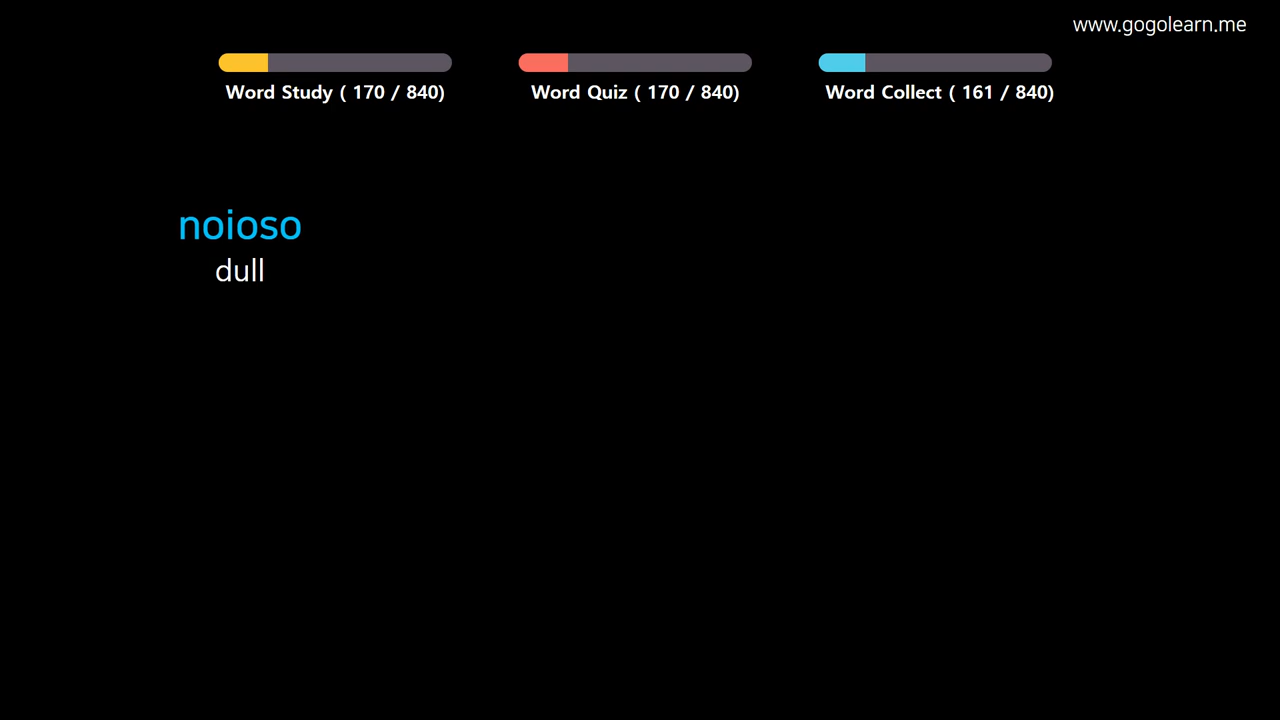 www.gogolearn.me
Word Study ( 170 / 840)
Word Quiz ( 170 / 840)
Word Collect ( 161 / 840)
noioso
dull